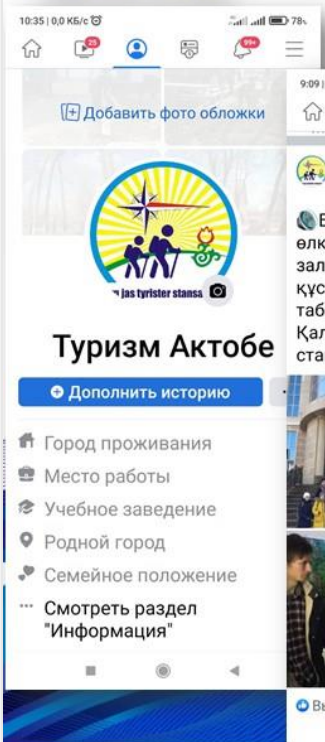 10:35 | 0,0 КБ/с
78
25
99+
Добавить фото обложки
jas tyrister stansa
Туризм Актобе
Дополнить историю
Город проживания
Место работы
Учебное заведение
Родной город
Семейное положение
Смотреть раздел
"Информация"
9:09 |
өлк
зал
құс
таб
Қал
ста
Вы